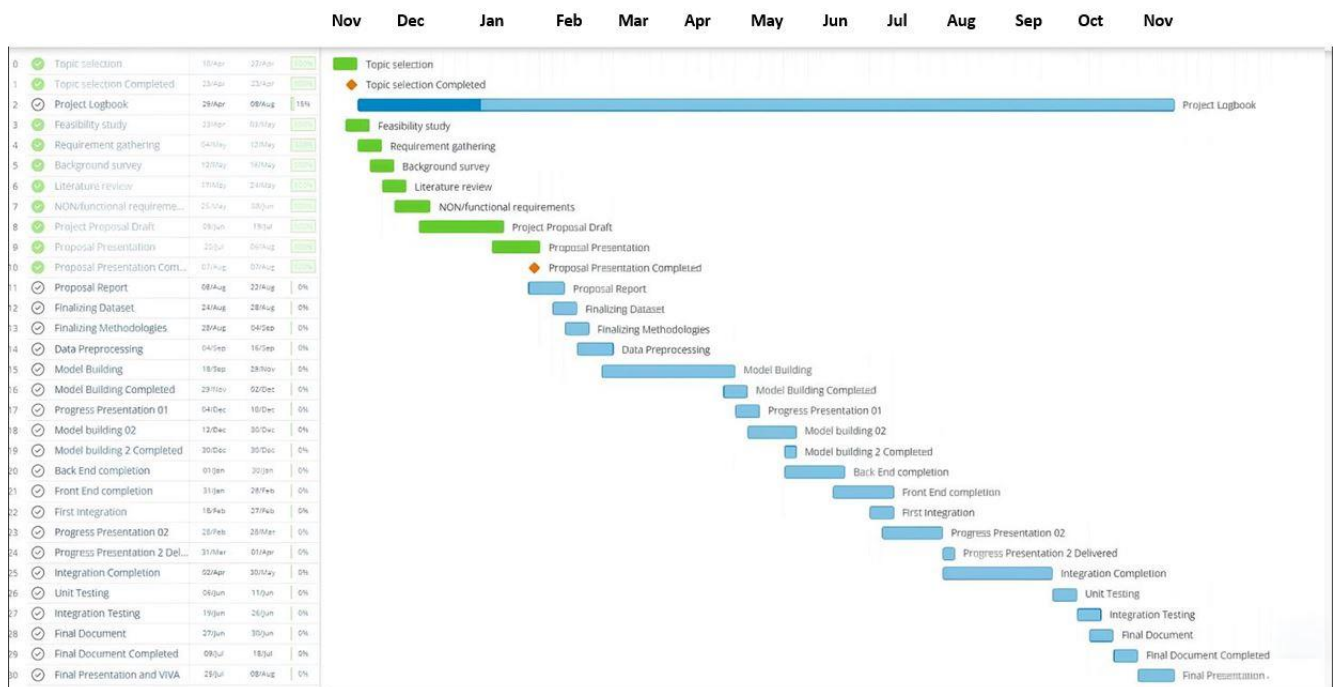 Nov Dec Jan Feb Mar Apr May Jun Jul Aug Sep Oct Nov
0 Topic selection 10/Apr 22/Apr 100% Topic selection
1 Topic selection Completed 23/Apr 23/Apr 100% Topic selection Completed
2 Project Logbook 29/Apr 08/Aug 15% Project Logbook
3 Feasibility study 23/Apr 03/May 100% Feasibility study
4 Requirement gathering 04/May 12/May 100% Requirement gathering
5 Background survey 12/May 16/May 100% Background survey
6 Literature review 24/May 100% Literature review
7 NON/functional requireme... 08/Jun 100% NON/functional requirements
8 Project Proposal Draft 09/Jun 19/Jul 100% Project Proposal Draft
9 Proposal Presentation 06/Aug 100% Proposal Presentation
10 Proposal Presentation Com... 07/Aug 07/Aug 100% Proposal Presentation Completed
11 Proposal Report 08/Aug 22/Aug 0% Proposal Report
12 Finalizing Dataset 24/Aug 28/Aug 0% Finalizing Dataset
13 Finalizing Methodologies 28/Aug 04/Sep 0% Finalizing Methodologies
14 Data Preprocessing 04/Sep 16/Sep 0% Data Preprocessing
15 Model Building 18/Sep 29/Nov 0% Model Building
16 Model Building Completed 29/Nov 02/Dec 0% Model Building Completed
17 Progress Presentation 01 04/Dec 10/Dec 0% Progress Presentation 01
18 Model building 02 12/Dec 30/Dec 0% Model building 02
19 Model building 2 Completed 30/Dec 30/Dec 0% Model building 2 Completed
20 Back End completion 01/Jan 30/Jan 0% Back End completion
21 Front End completion 31/Jan 28/Feb 0% Front End completion
22 First Integration 18/Feb 27/Feb 0% First Integration
23 Progress Presentation 02 28/Feb 28/Mar 0% Progress Presentation 02
24 Progress Presentation 2 Del... 31/Mar 01/Apr 0% Progress Presentation 2 Delivered
25 Integration Completion 02/Apr 30/May 0% Integration Completion
26 Unit Testing 06/Jun 11/Jun 0% Unit Testing
27 Integration Testing 19/Jun 26/Jun 0% Integration Testing
28 Final Document 27/Jun 30/Jun 0% Final Document
29 Final Document Completed 09/Jul 18/Jul 0% Final Document Completed
30 Final Presentation and VIVA 29/Jul 08/Aug 0% Final Presentation .